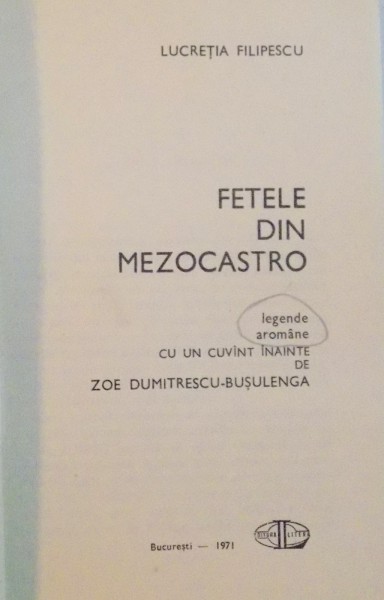 LUCREȚIA FILIPESCU
FETELE
DIN
MEZOCASTRO
legende
aromâne
CU UN CUVÎNT ÎNAINTE
DE
ZOE DUMITRESCU-BUȘULENGA
București — 1971